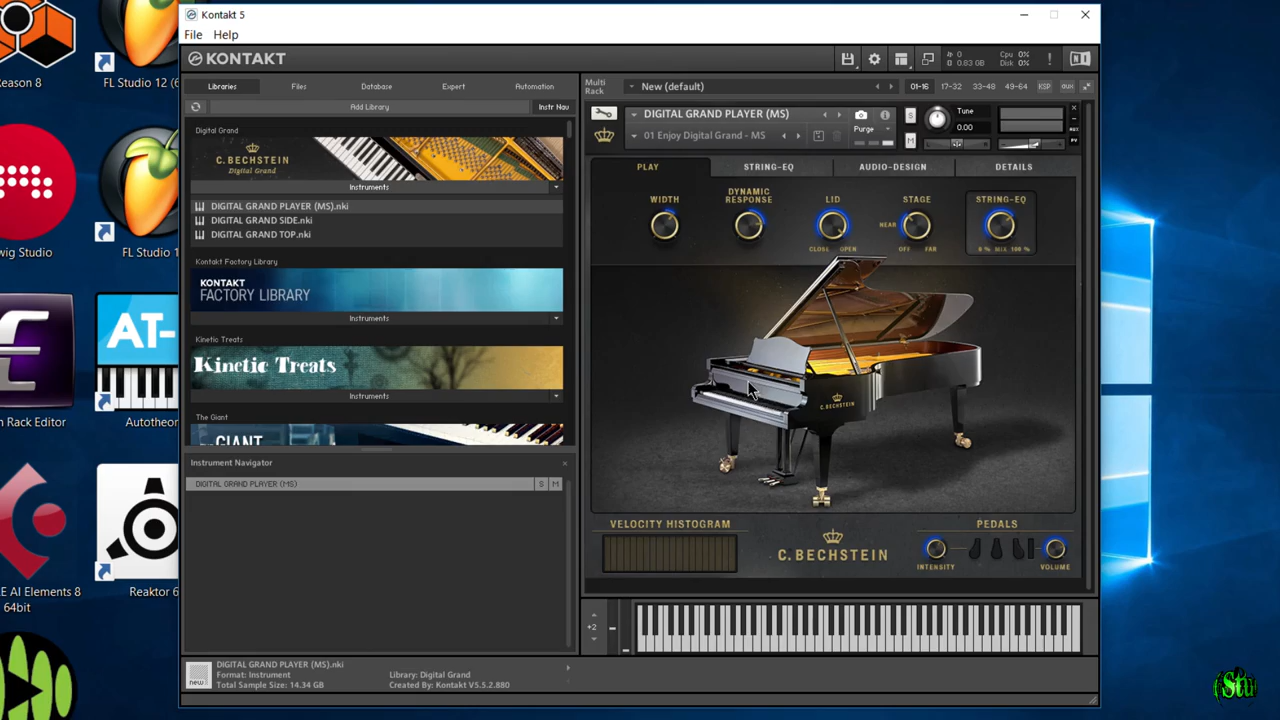 Kontakt 5
File Help
KONTAKT
0
0.83 GB
Cpu 0%
Disk 0%
!
Libraries Files Database Expert Automation
Add Library Instr Nav
Digital Grand
C.BECHSTEIN
Digital Grand
Instruments
DIGITAL GRAND PLAYER (MS).nki
DIGITAL GRAND SIDE.nki
DIGITAL GRAND TOP.nki
Kontakt Factory Library
KONTAKT
FACTORY LIBRARY
Instruments
Kinetic Treats
Kinetic Treats
Instruments
The Giant
GIANT
Instrument Navigator
DIGITAL GRAND PLAYER (MS) S M
new
DIGITAL GRAND PLAYER (MS).nki
Format: Instrument Library: Digital Grand
Total Sample Size: 14.34 GB Created By: Kontakt V5.5.2.880
Multi
Rack
New (default) 01-16 17-32 33-48 49-64 KSP
DIGITAL GRAND PLAYER (MS)
01 Enjoy Digital Grand - MS
Purge
S
M
Tune
0.00
PLAY STRING-EQ AUDIO-DESIGN DETAILS
WIDTH
DYNAMIC
RESPONSE
LID
CLOSE OPEN
STAGE
NEAR
OFF FAR
STRING-EQ
0 % MIX 100 %
C.BECHSTEIN
VELOCITY HISTOGRAM
C.BECHSTEIN
PEDALS
INTENSITY VOLUME
+2
Reason 8
FL Studio 12 (6
wig Studio
FL Studio 1
n Rack Editor
AT-
Autotheor
E AI Elements 8
64bit
Reaktor 6
Stu